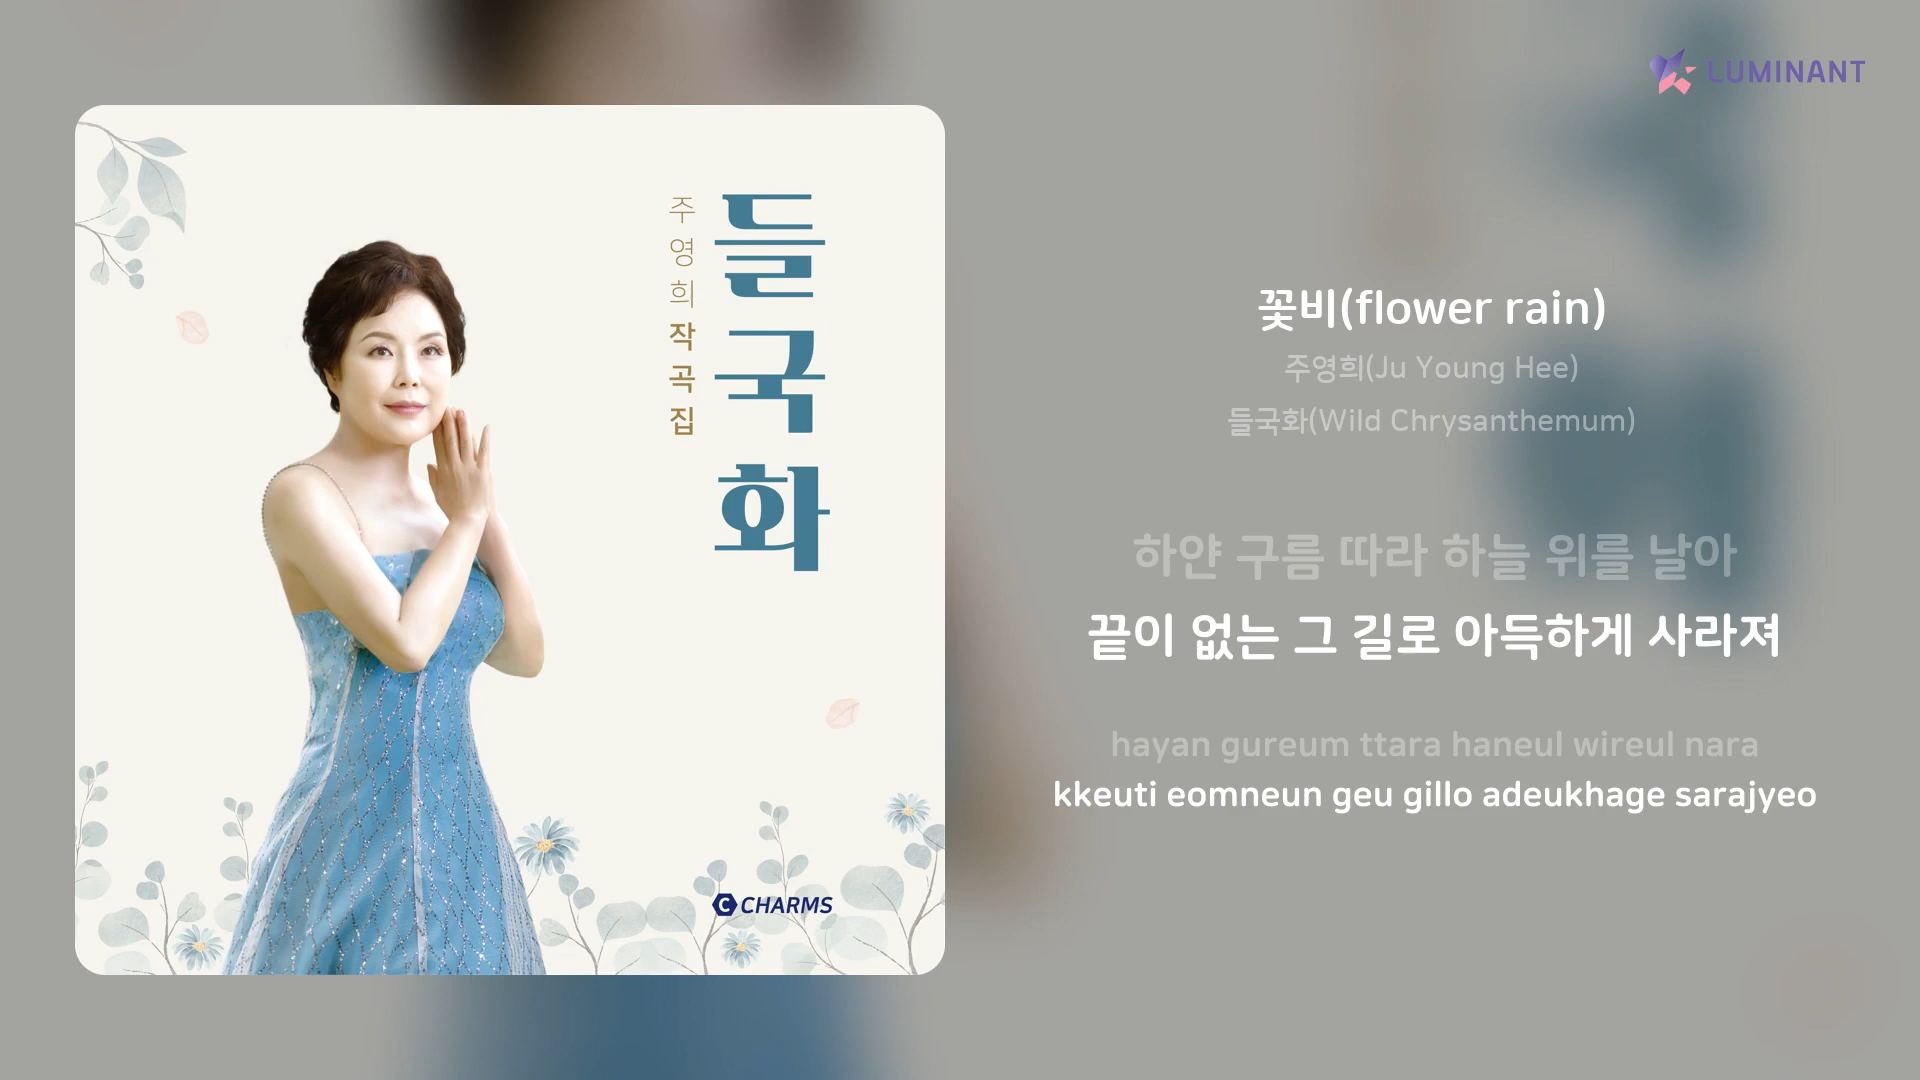 LUMINANT
들국화
주영희 작곡집
CHARMS
꽃비(flower rain)
주영희(Ju Young Hee)
들국화(Wild Chrysanthemum)
하얀 구름 따라 하늘 위를 날아
끝이 없는 그 길로 아득하게 사라져
hayan gureum ttara haneul wireul nara
kkeuti eomneun geu gillo adeukhage sarajyeo